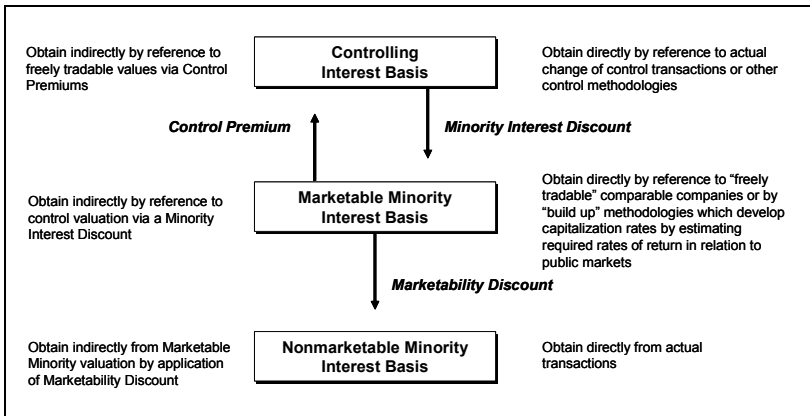 Obtain indirectly by reference to
freely tradable values via Control
Premiums
Controlling
Interest Basis
Obtain directly by reference to actual
change of control transactions or other
control methodologies
Control Premium
Minority Interest Discount
Obtain indirectly by reference to
control valuation via a Minority
Interest Discount
Marketable Minority
Interest Basis
Obtain directly by reference to “freely
tradable” comparable companies or by
“build up” methodologies which develop
capitalization rates by estimating
required rates of return in relation to
public markets
Marketability Discount
Obtain indirectly from Marketable
Minority valuation by application
of Marketability Discount
Nonmarketable Minority
Interest Basis
Obtain directly from actual
transactions